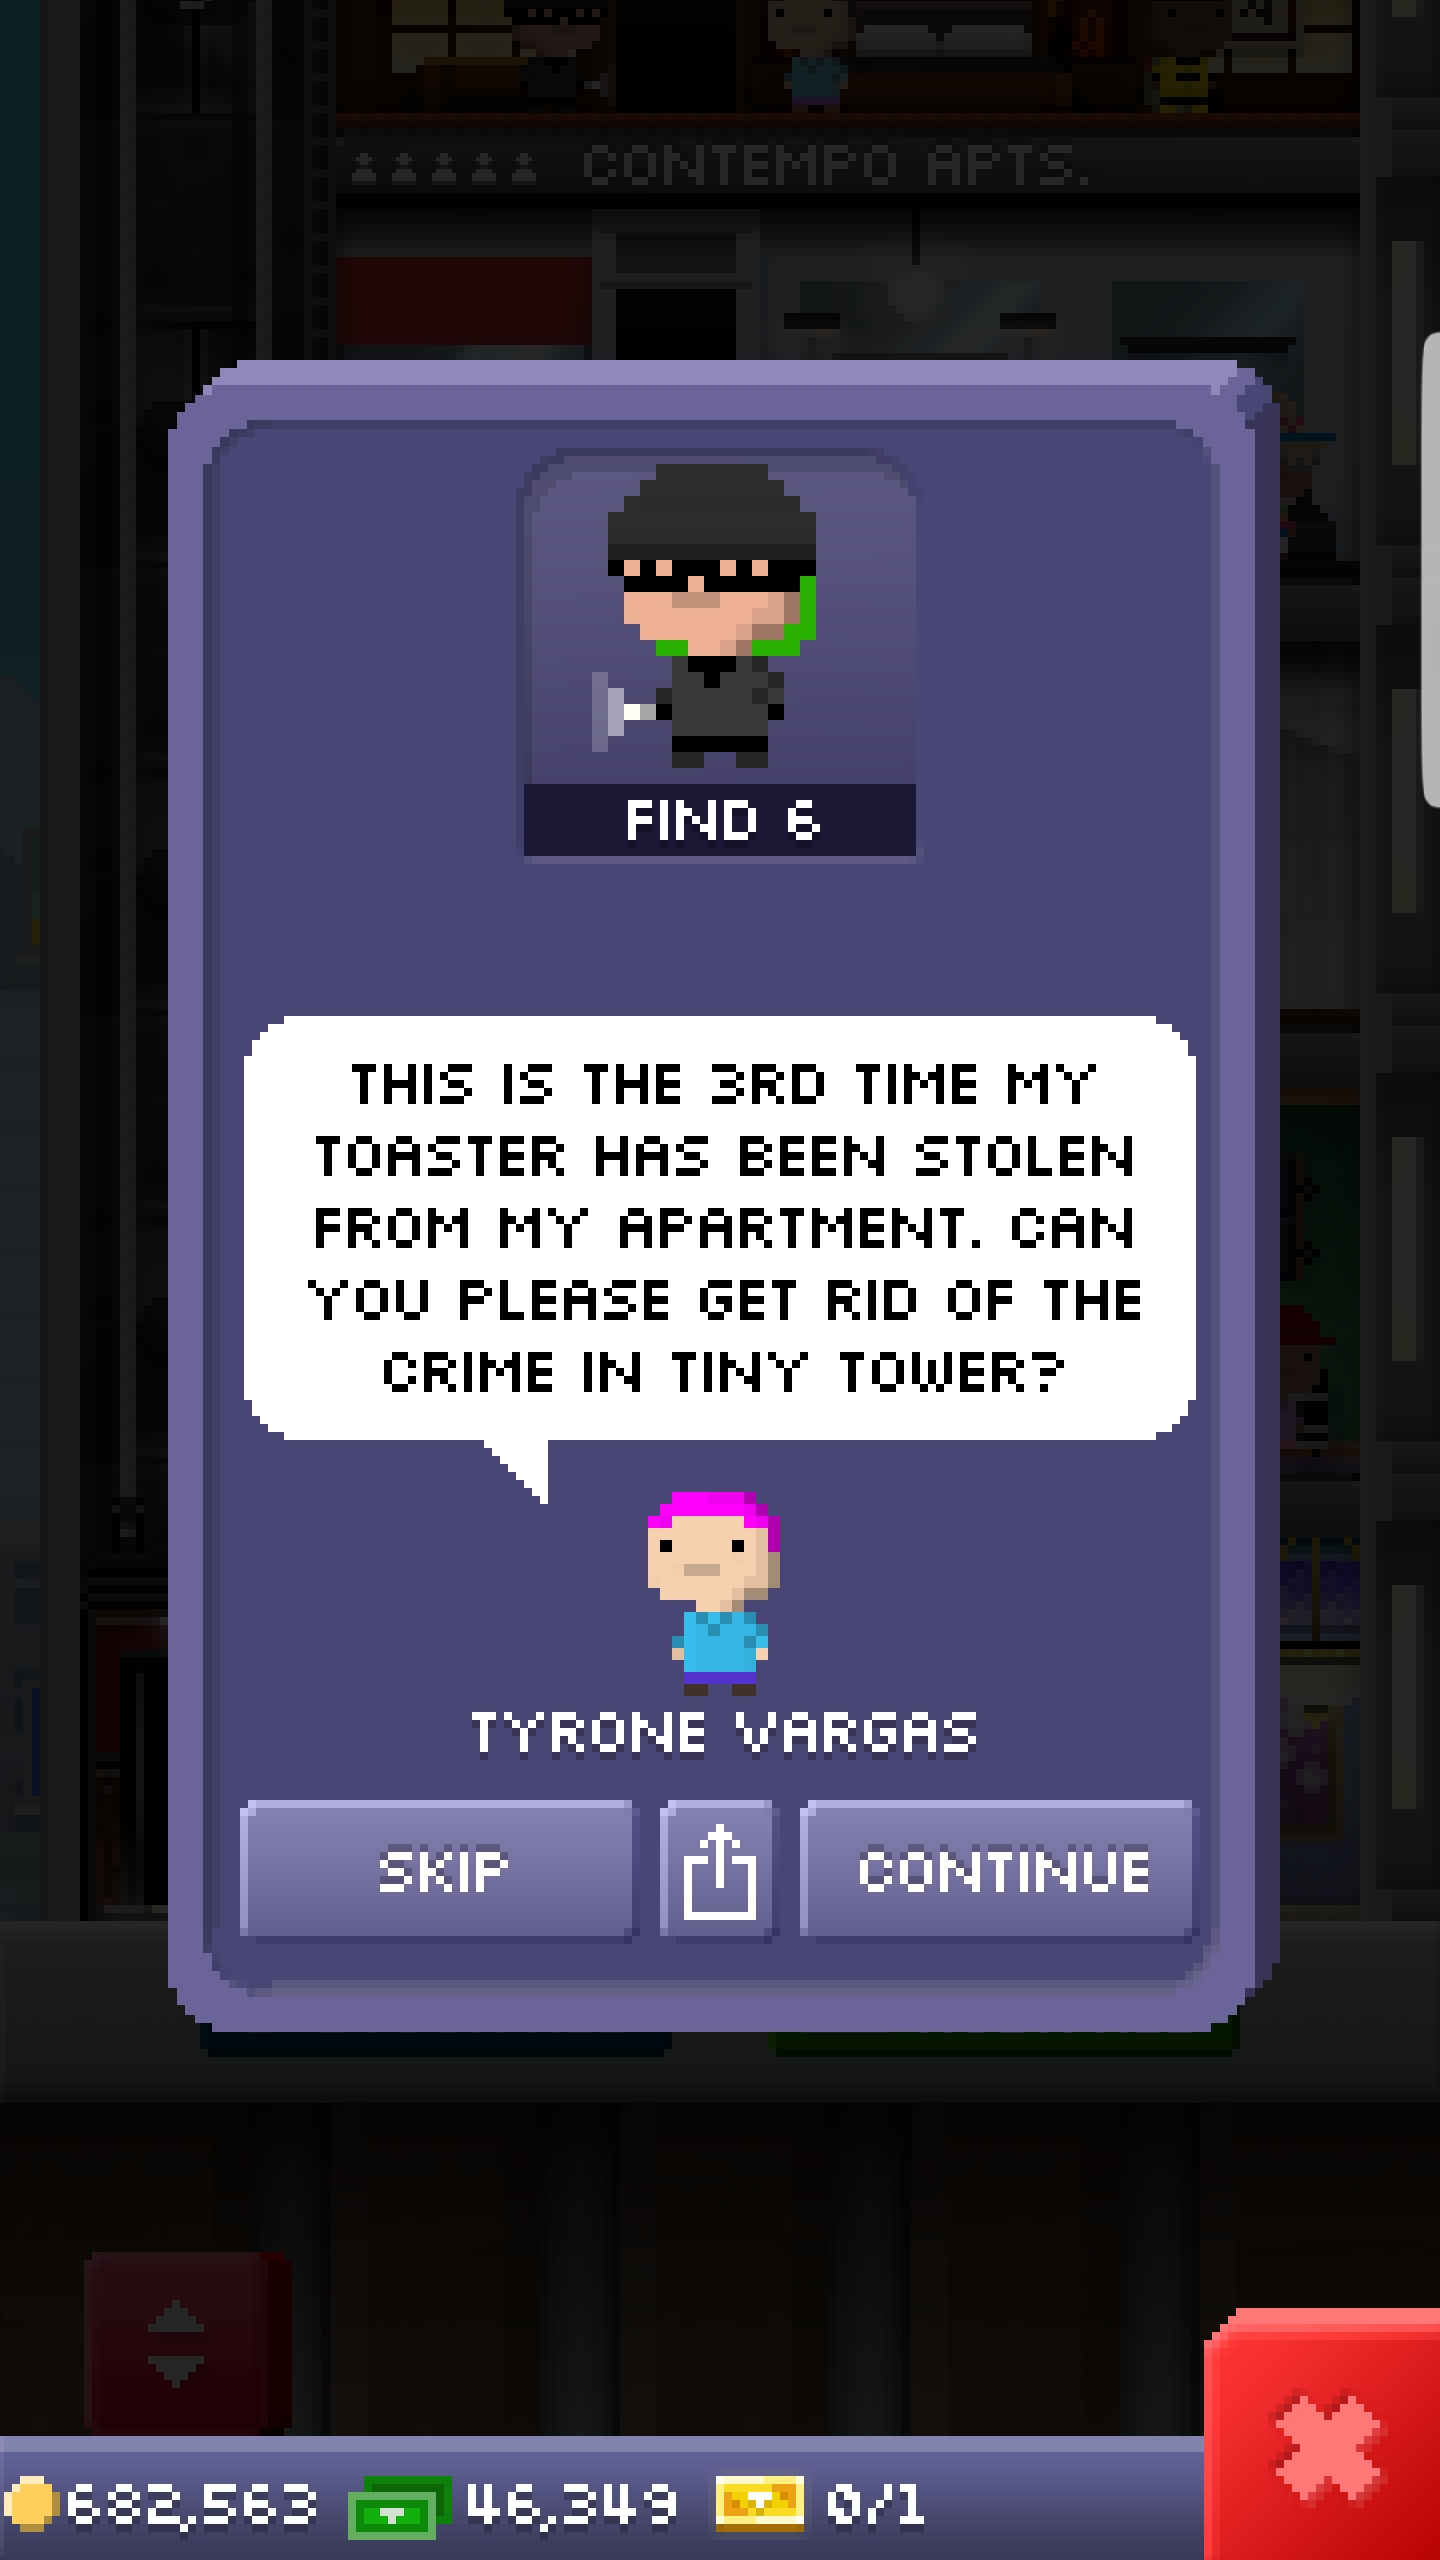 CONTEMPO APTS.
FIND 6
THIS IS THE 3RD TIME MY
TOASTER HAS BEEN STOLEN
FROM MY APARTMENT. CAN
YOU PLEASE GET RID OF THE
CRIME IN TINY TOWER?
TYRONE VARGAS
SKIP
CONTINUE
682,563
46,349
0/1